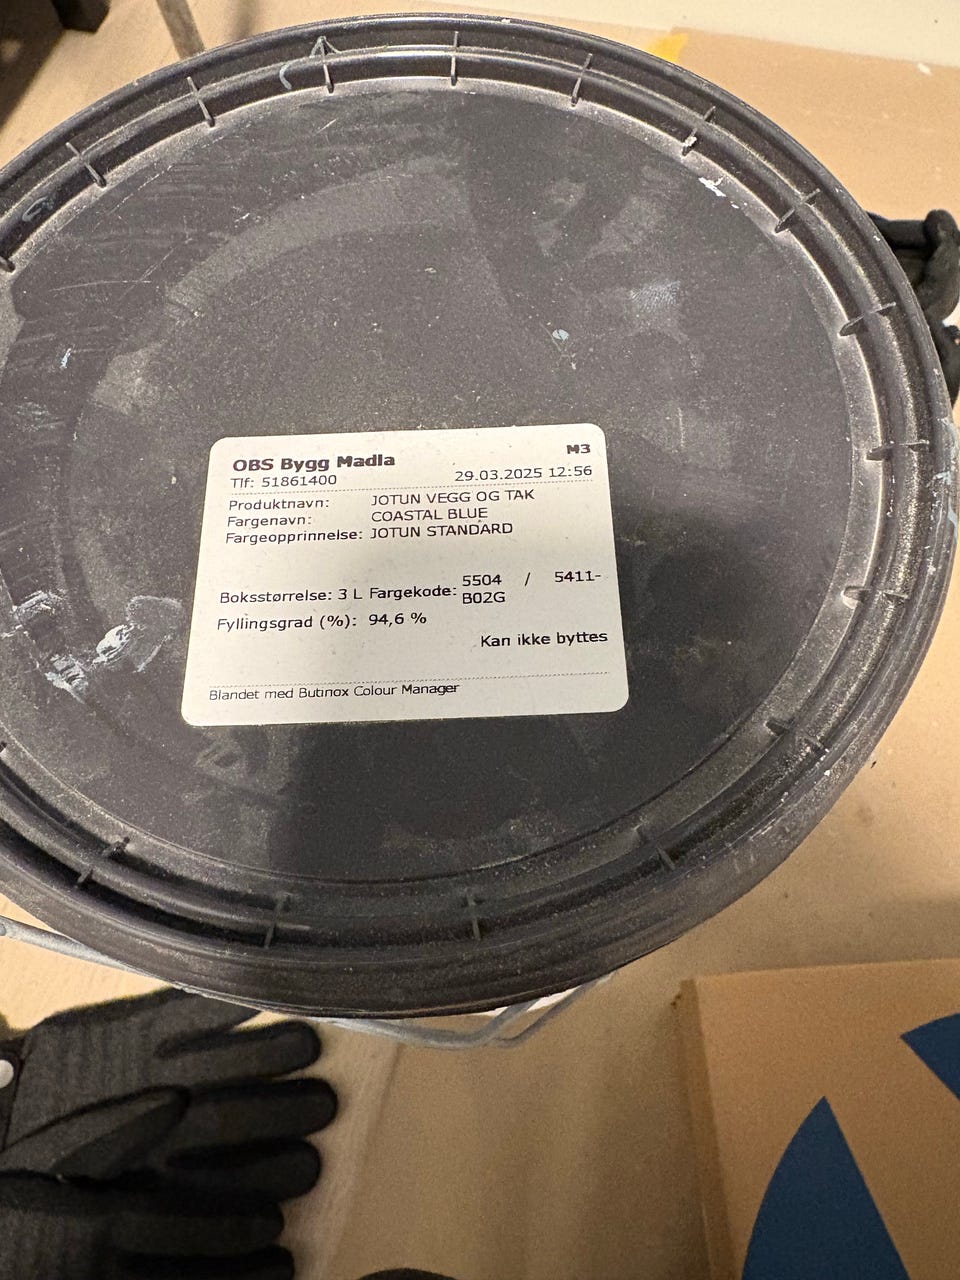 OBS Bygg Madla M3
Tlf: 51861400 29.03.2025 12:56
Produktnavn: JOTUN VEGG OG TAK
Fargenavn: COASTAL BLUE
Fargeopprinnelse: JOTUN STANDARD
Boksstørrelse: 3 L Fargekode: 5504 / 5411-
B02G
Fyllingsgrad (%): 94,6 %
Kan ikke byttes
Blandet med Butinox Colour Manager